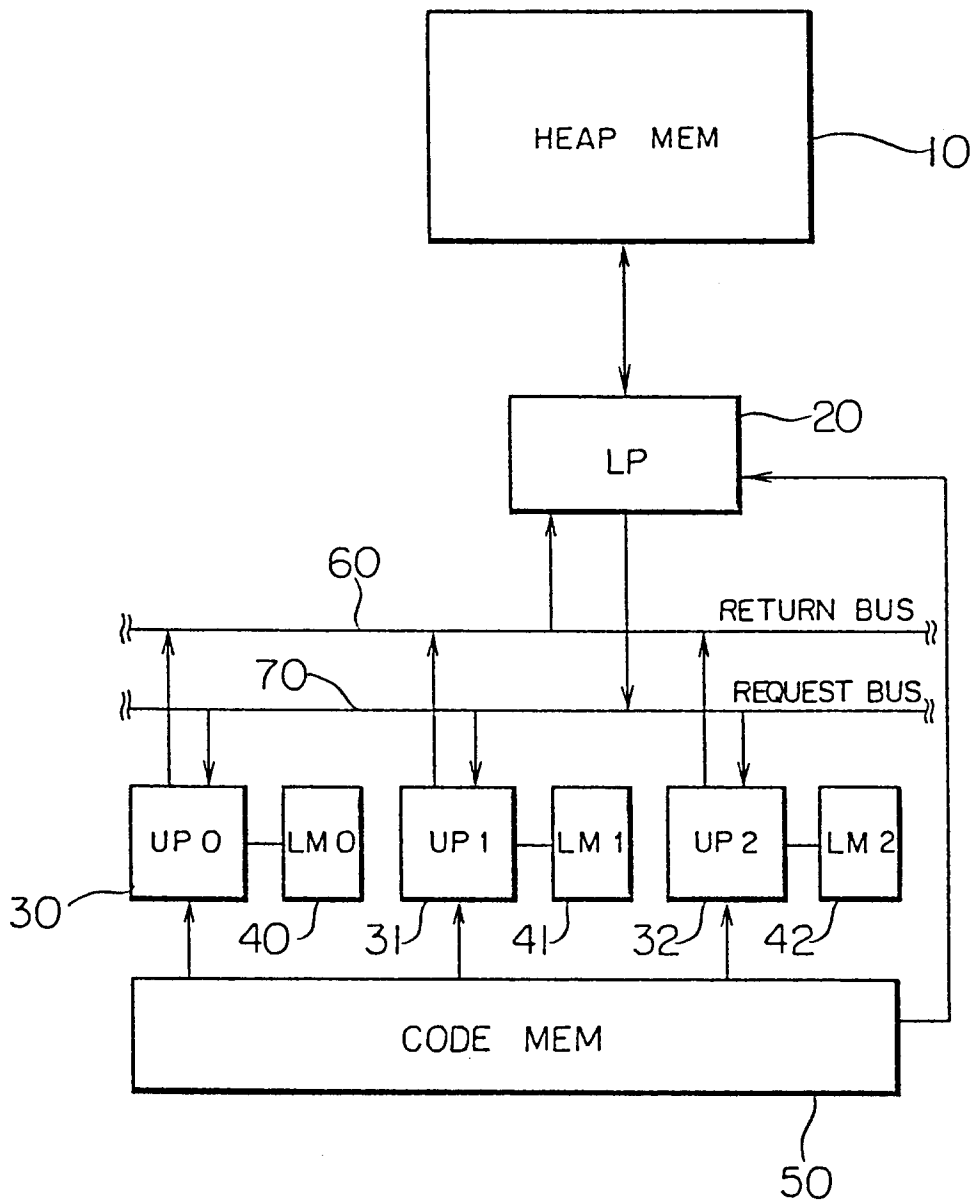 HEAP MEM
10
20
LP
60
RETURN BUS
70
REQUEST BUS
UP 0
LM 0
UP 1
LM 1
UP 2
LM 2
30
40
31
41
32
42
CODE MEM
50